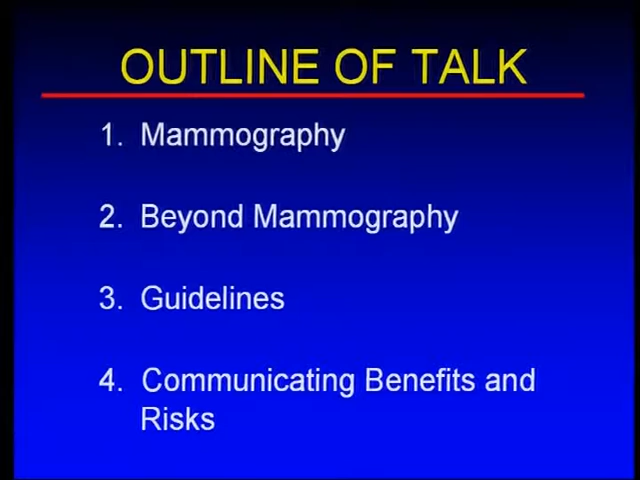 OUTLINE OF TALK
1. Mammography
2. Beyond Mammography
3. Guidelines
4. Communicating Benefits and
Risks